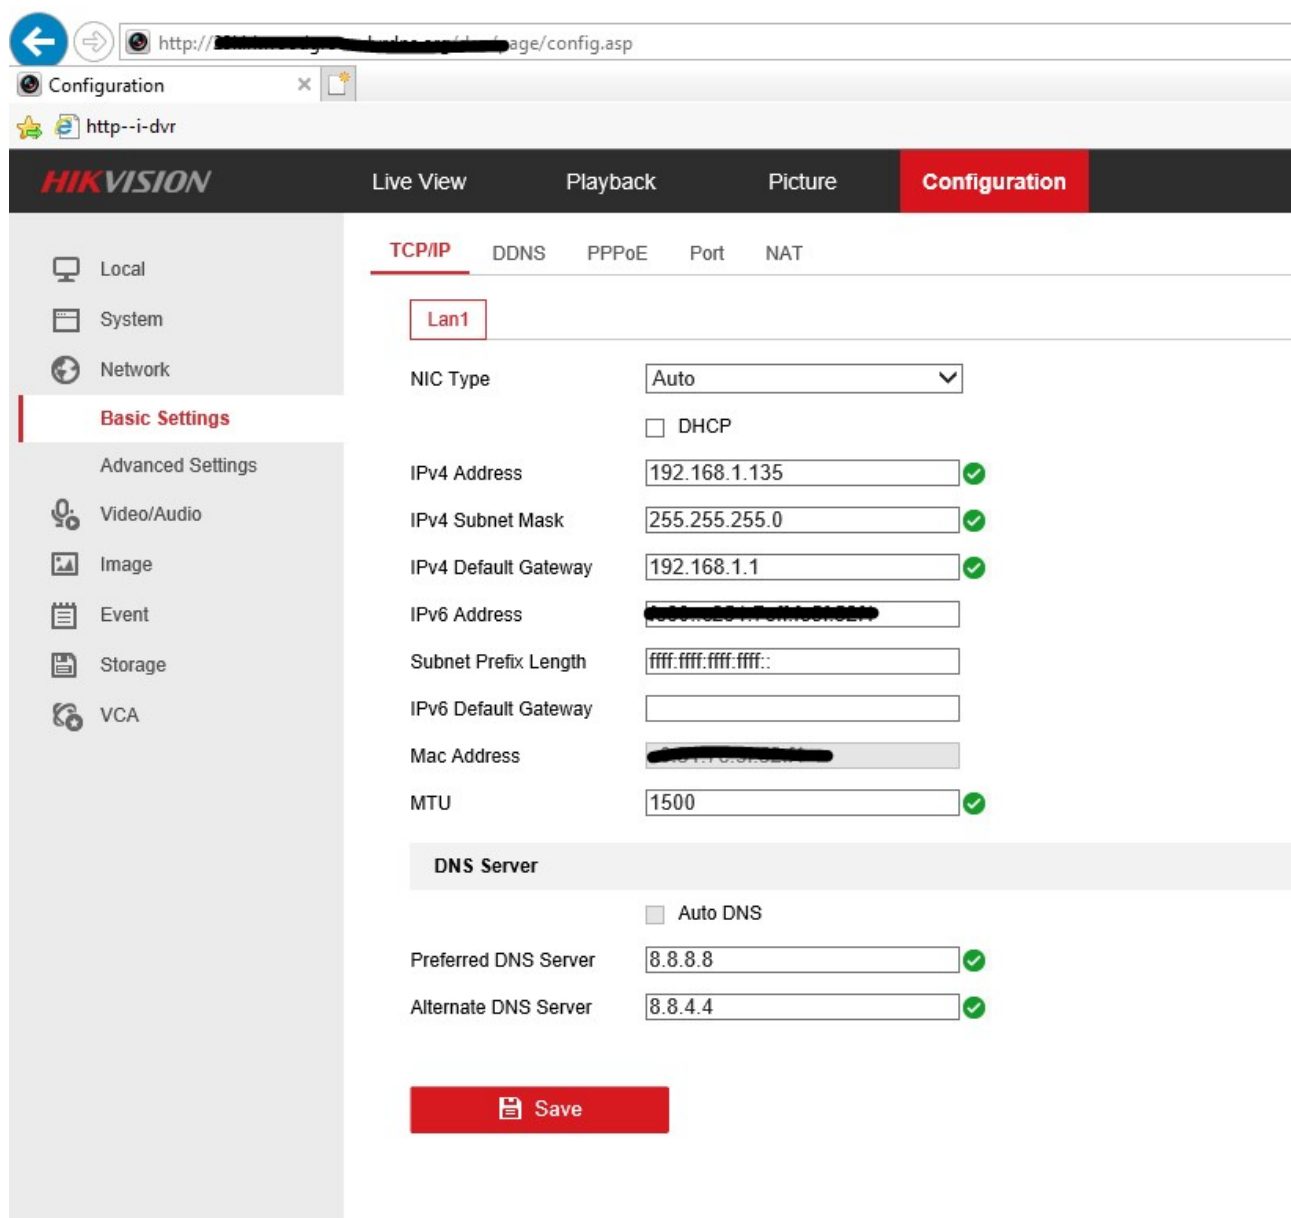 http://
page/config.asp
Configuration
http--i-dvr
HIKVISION
Live View
Playback
Picture
Configuration
Local
System
Network
Basic Settings
Advanced Settings
Video/Audio
Image
Event
Storage
VCA
TCP/IP
DDNS
PPPoE
Port
NAT
Lan1
NIC Type
Auto
DHCP
IPv4 Address
192.168.1.135
IPv4 Subnet Mask
255.255.255.0
IPv4 Default Gateway
192.168.1.1
IPv6 Address
Subnet Prefix Length
ffff:ffff:ffff:ffff::
IPv6 Default Gateway
Mac Address
MTU
1500
DNS Server
Auto DNS
Preferred DNS Server
8.8.8.8
Alternate DNS Server
8.8.4.4
Save